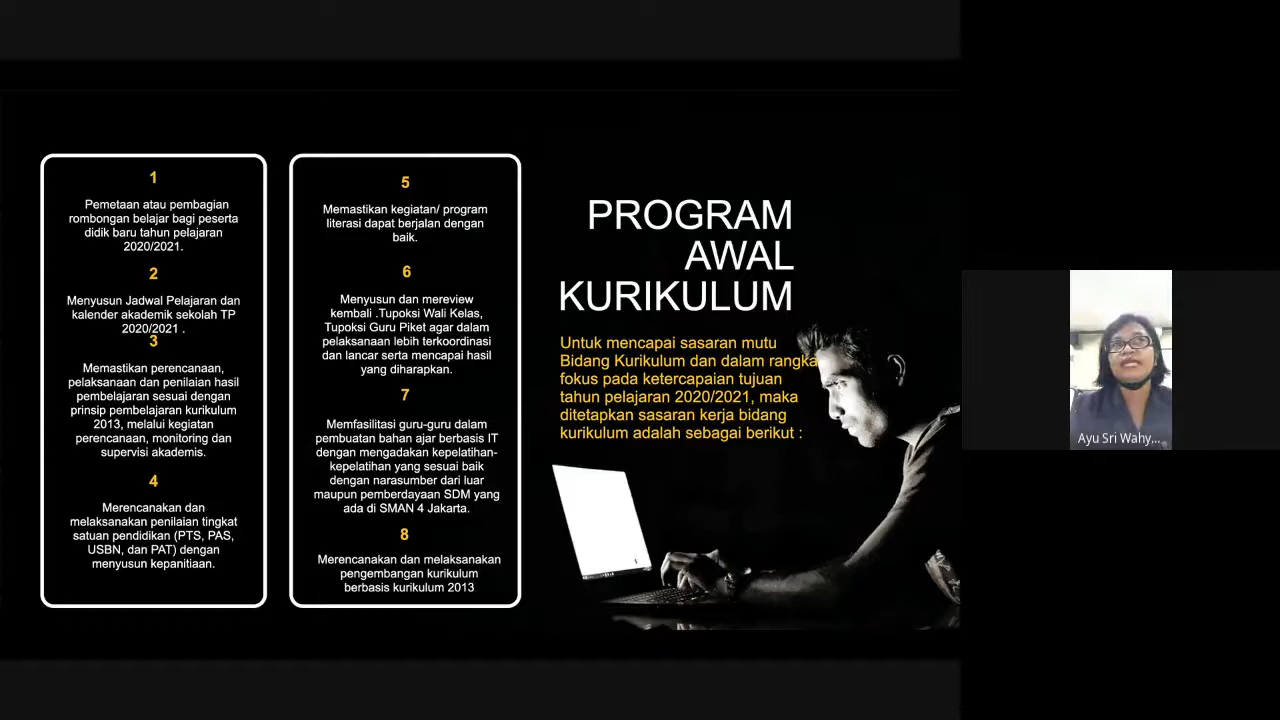 1
Pemetaan atau pembagian
rombongan belajar bagi peserta
didik baru tahun pelajaran
2020/2021.
2
Menyusun Jadwal Pelajaran dan
kalender akademik sekolah TP
2020/2021 .
3
Memastikan perencanaan,
pelaksanaan dan penilaian hasil
pembelajaran sesuai dengan
prinsip pembelajaran kurikulum
2013, melalui kegiatan
perencanaan, monitoring dan
supervisi akademis.
4
Merencanakan dan
melaksanakan penilaian tingkat
satuan pendidikan (PTS, PAS,
USBN, dan PAT) dengan
menyusun kepanitiaan.
5
Memastikan kegiatan/ program
literasi dapat berjalan dengan
baik.
6
Menyusun dan mereview
kembali .Tupoksi Wali Kelas,
Tupoksi Guru Piket agar dalam
pelaksanaan lebih terkoordinasi
dan lancar serta mencapai hasil
yang diharapkan.
7
Memfasilitasi guru-guru dalam
pembuatan bahan ajar berbasis IT
dengan mengadakan kepelatihan-
kepelatihan yang sesuai baik
dengan narasumber dari luar
maupun pemberdayaan SDM yang
ada di SMAN 4 Jakarta.
8
Merencanakan dan melaksanakan
pengembangan kurikulum
berbasis kurikulum 2013
PROGRAM
AWAL
KURIKULUM
Untuk mencapai sasaran mutu
Bidang Kurikulum dan dalam rangka
fokus pada ketercapaian tujuan
tahun pelajaran 2020/2021, maka
ditetapkan sasaran kerja bidang
kurikulum adalah sebagai berikut :
Ayu Sri Wahy...